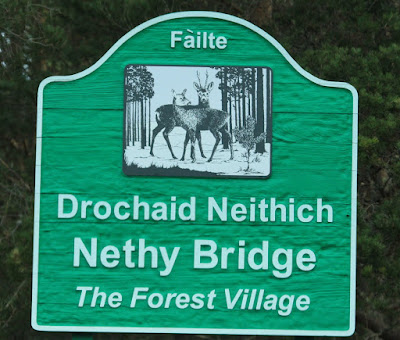 Fàilte
Drochaid Neithich
Nethy Bridge
The Forest Village